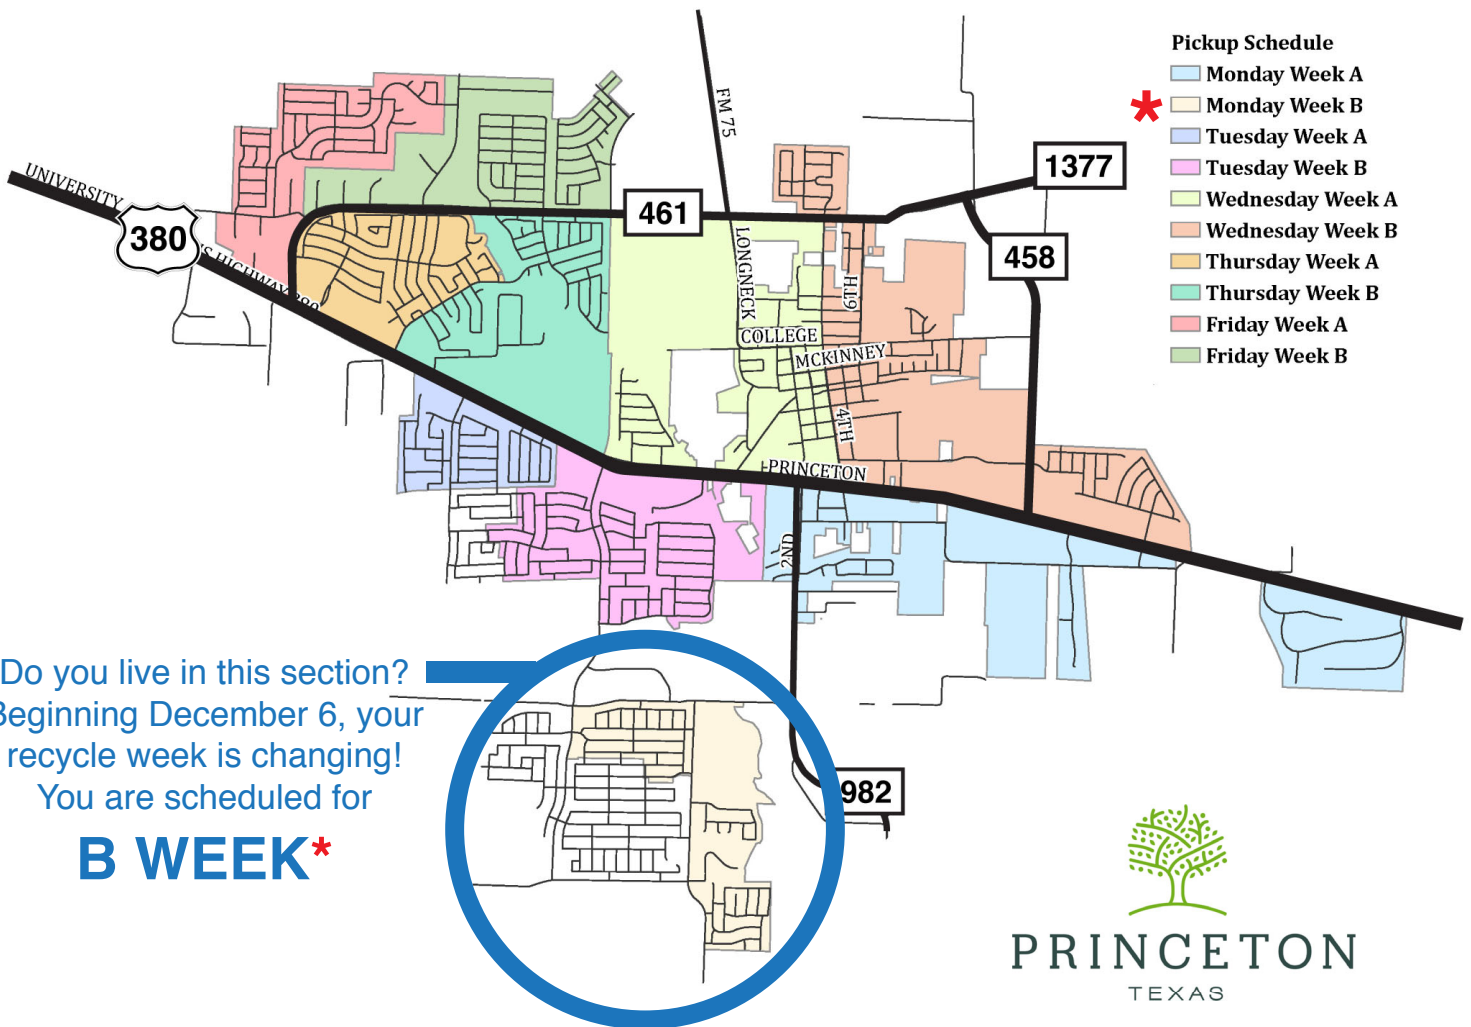 Pickup Schedule
Monday Week A
* Monday Week B
Tuesday Week A
Tuesday Week B
Wednesday Week A
Wednesday Week B
Thursday Week A
Thursday Week B
Friday Week A
Friday Week B
FM 75
1377
UNIVERSITY
380
461
458
US HIGHWAY 380
LONGNECK
6TH
COLLEGE
MCKINNEY
4TH
PRINCETON
2ND
982
Do you live in this section?
Beginning December 6, your
recycle week is changing!
You are scheduled for
B WEEK*
PRINCETON
TEXAS